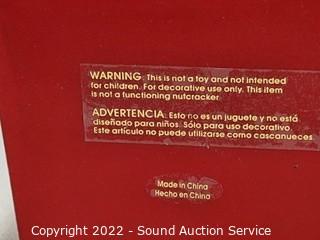 WARNING: This is not a toy and not intended
for children. For decorative use only. This item
is not a functioning nutcracker.
ADVERTENCIA: Esto no es un juguete y no está
diseñado para niños. Sólo para uso decorativo.
Este artículo no puede utilizarse como cascanueces.
Made in China
Hecho en China
Copyright 2022 - Sound Auction Service